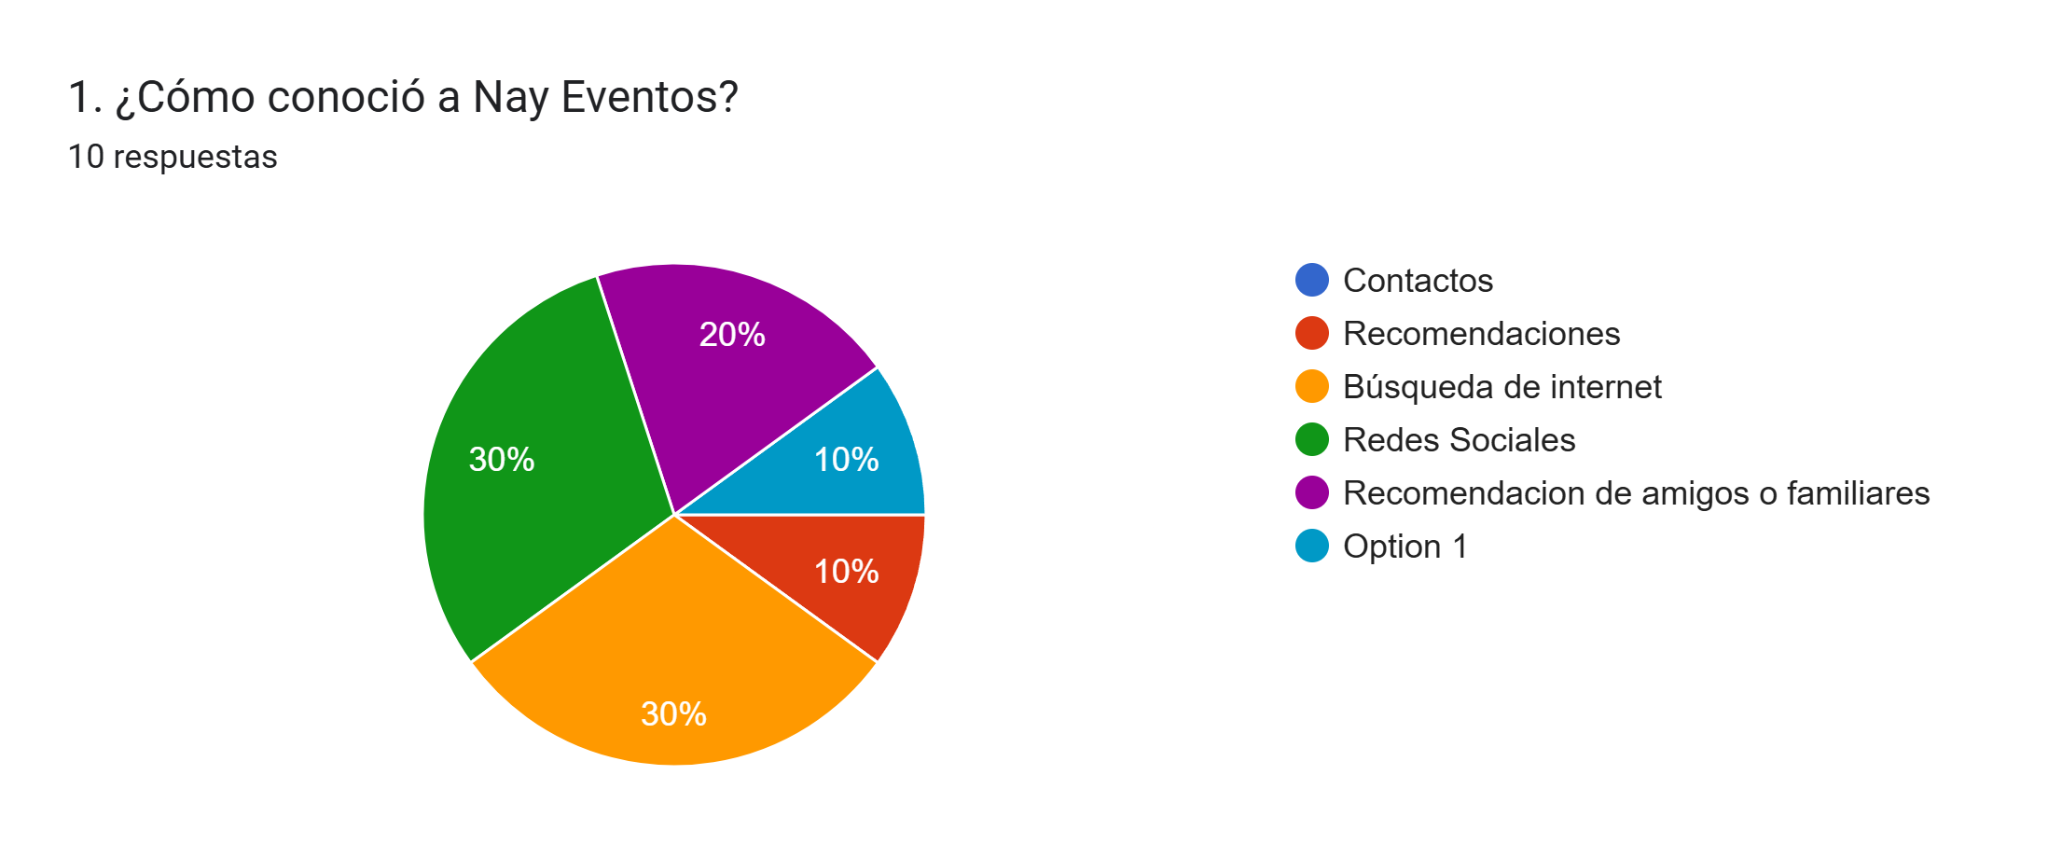 1. ¿Cómo conoció a Nay Eventos?
10 respuestas
20%
30%
10%
10%
30%
Contactos
Recomendaciones
Búsqueda de internet
Redes Sociales
Recomendacion de amigos o familiares
Option 1